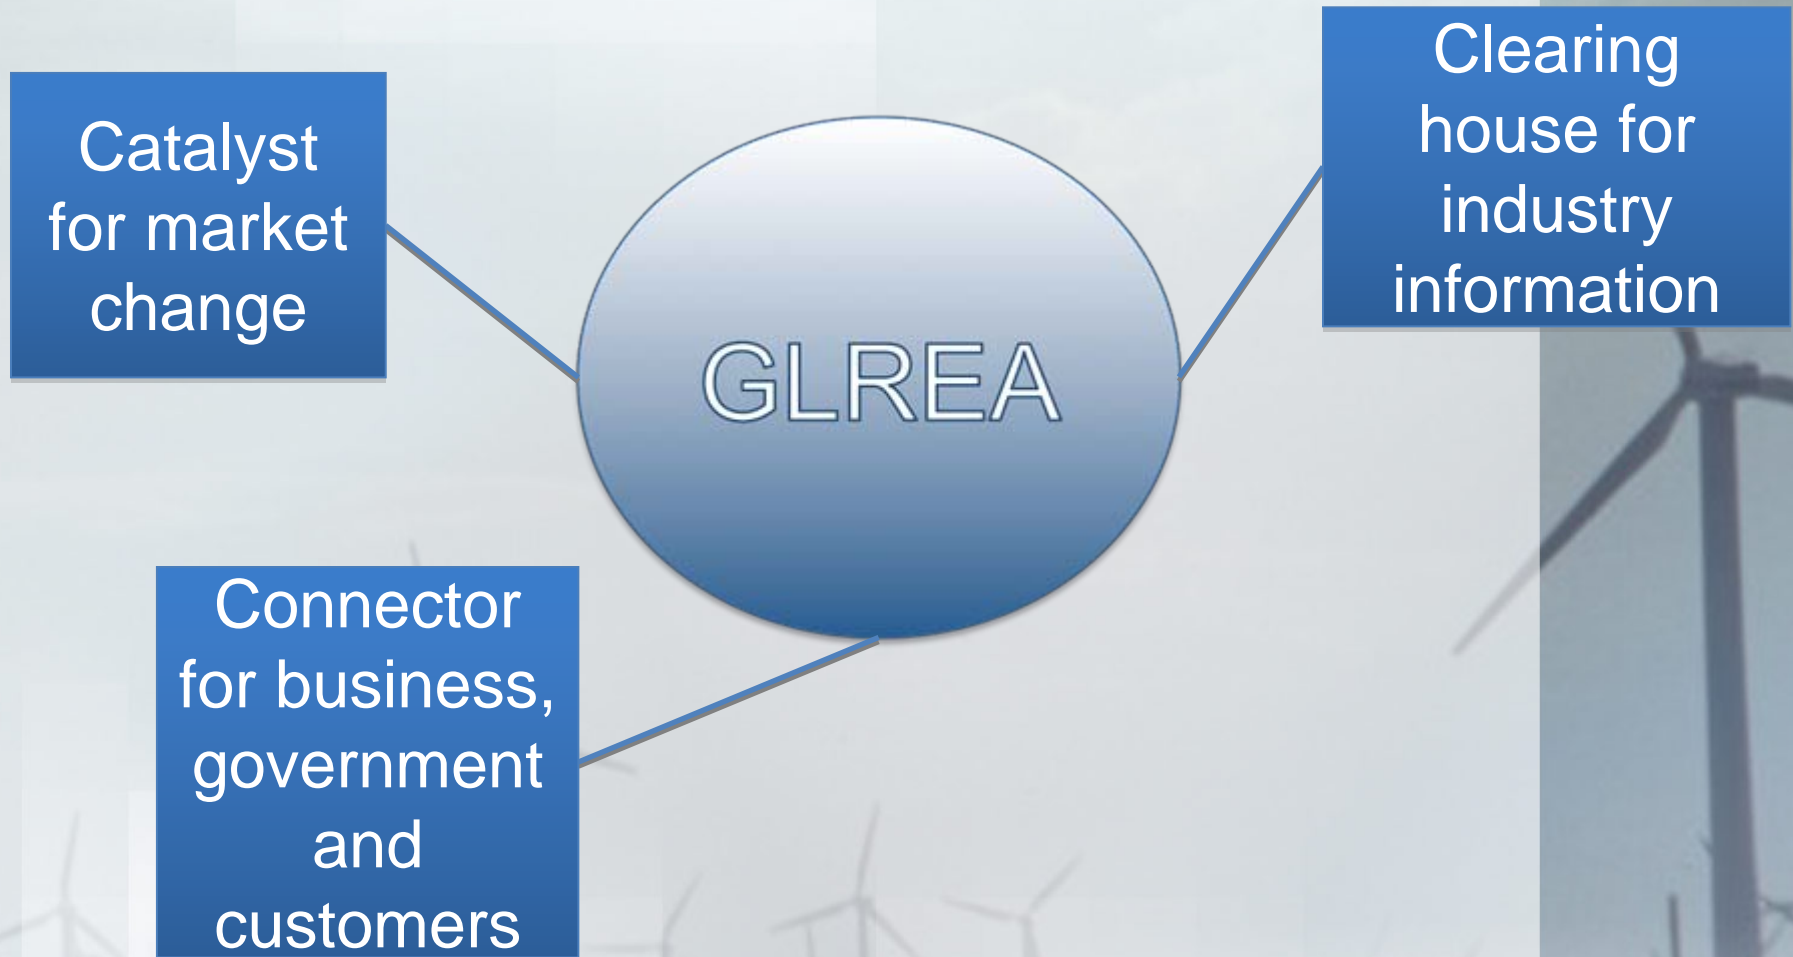 Catalyst
for market
change
GLREA
Clearing
house for
industry
information
Connector
for business,
government
and
customers